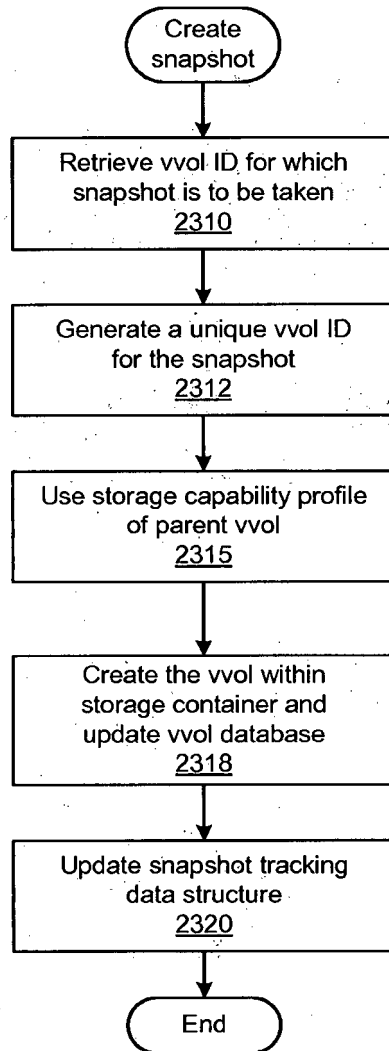 Create
snapshot
Retrieve vvol ID for which
snapshot is to be taken
2310
Generate a unique vvol ID
for the snapshot
2312
Use storage capability profile
of parent vvol
2315
Create the vvol within
storage container and
update vvol database
2318
Update snapshot tracking
data structure
2320
End